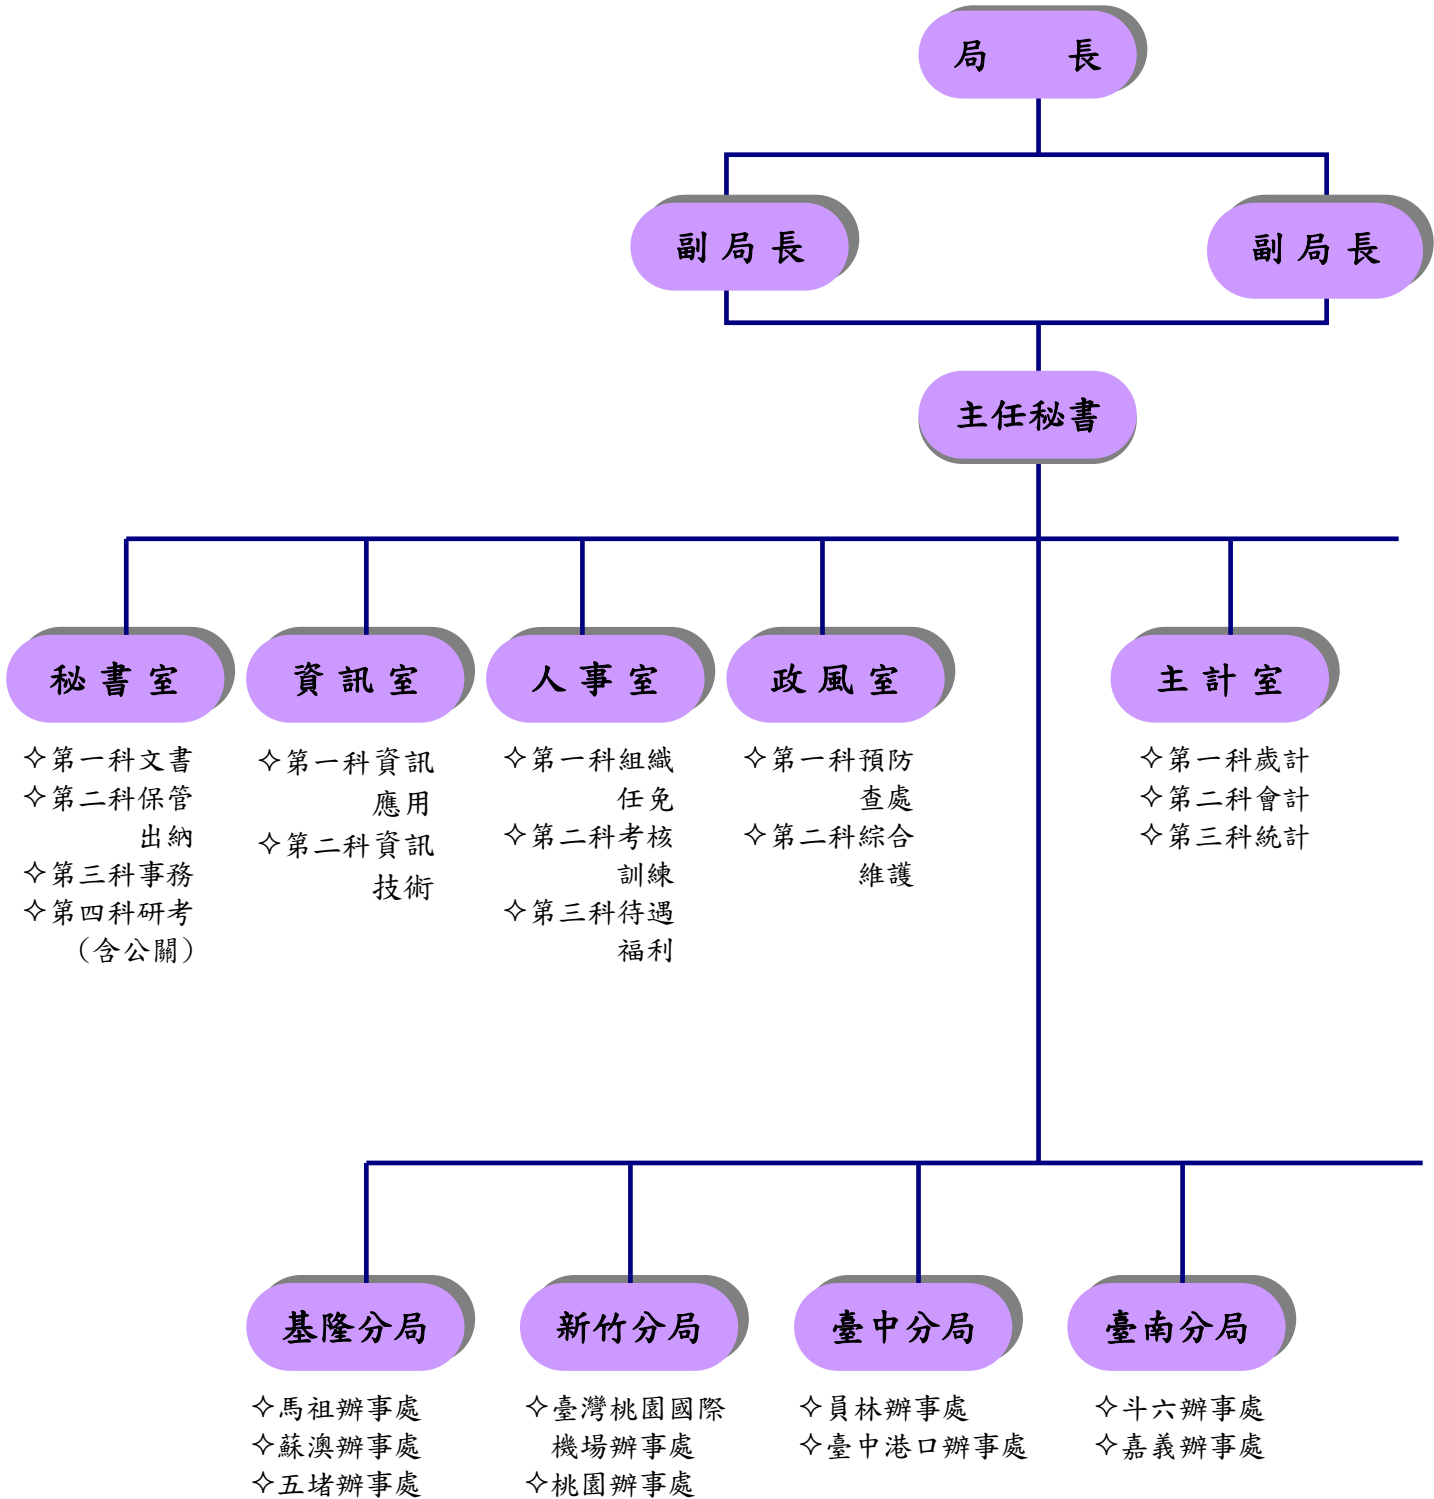 局　長
副局長
副局長
主任秘書
秘書室
✧第一科文書
✧第二科保管
出納
✧第三科事務
✧第四科研考
(含公關)
資訊室
✧第一科資訊
應用
✧第二科資訊
技術
人事室
✧第一科組織
任免
✧第二科考核
訓練
✧第三科待遇
福利
政風室
✧第一科預防
查處
✧第二科綜合
維護
主計室
✧第一科歲計
✧第二科會計
✧第三科統計
基隆分局
✧馬祖辦事處
✧蘇澳辦事處
✧五堵辦事處
新竹分局
✧臺灣桃園國際
機場辦事處
✧桃園辦事處
臺中分局
✧員林辦事處
✧臺中港口辦事處
臺南分局
✧斗六辦事處
✧嘉義辦事處